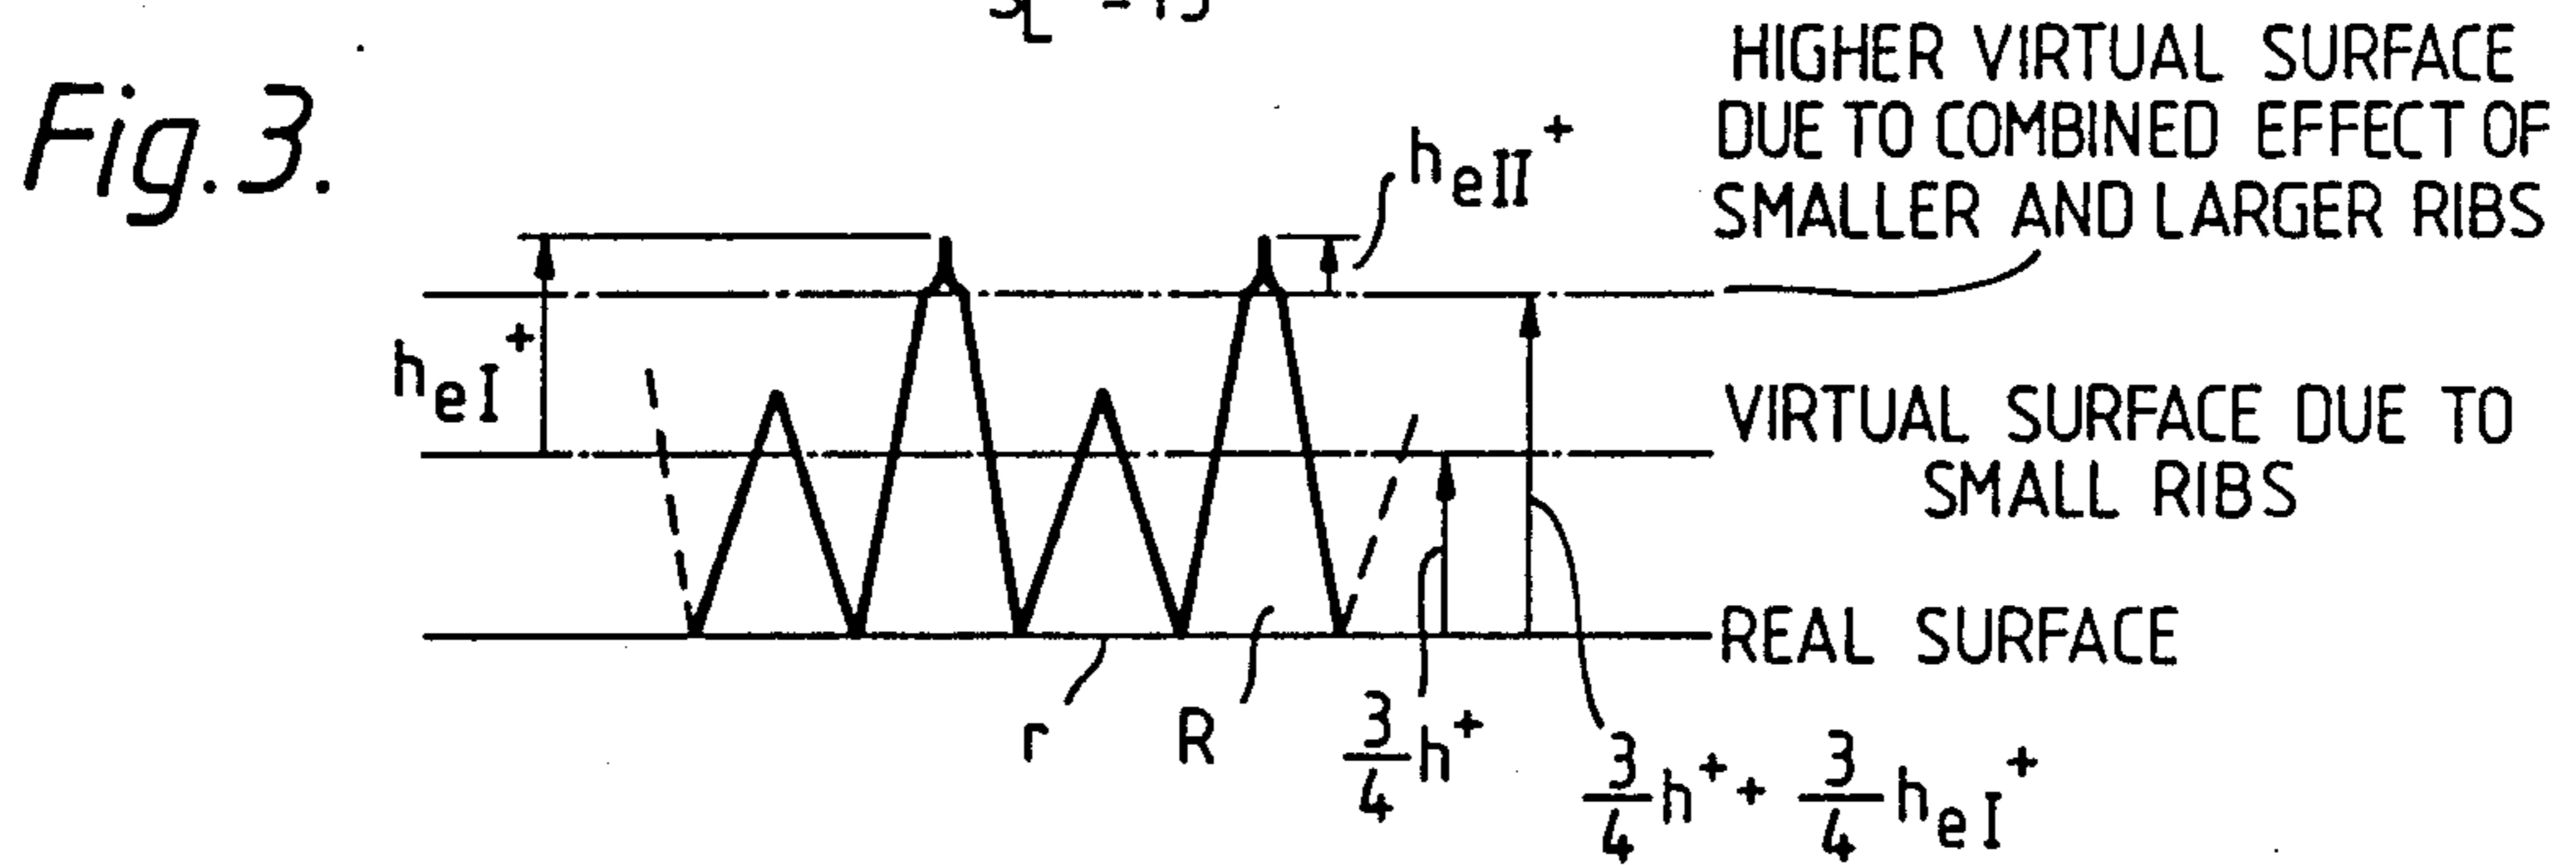 Fig.3.
HIGHER VIRTUAL SURFACE
DUE TO COMBINED EFFECT OF
SMALLER AND LARGER RIBS
h_eII^+
h_eI^+
VIRTUAL SURFACE DUE TO
SMALL RIBS
REAL SURFACE
r
R
3/4 h^+
3/4 h^+ + 3/4 h_eI^+